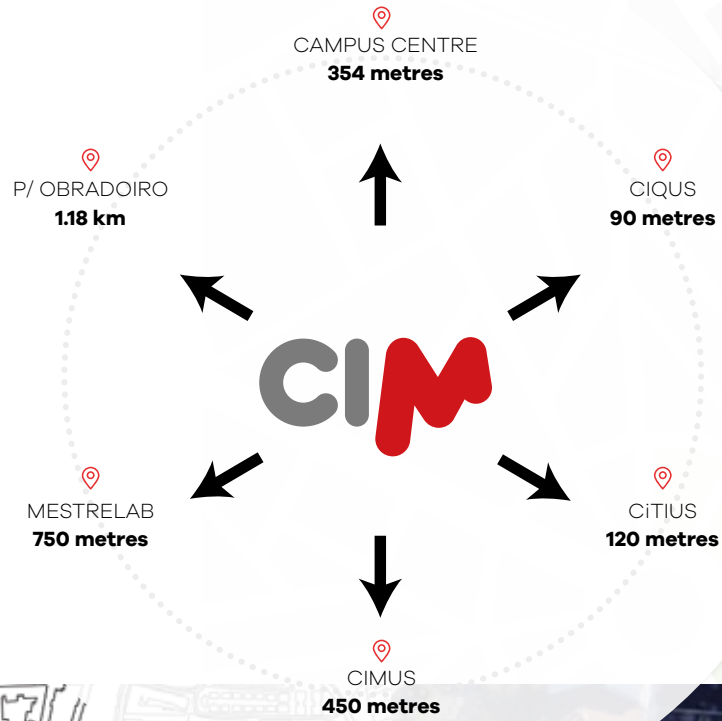 CAMPUS CENTRE
354 metres
P/ OBRADOIRO
1.18 km
CIQUS
90 metres
CIM
MESTRELAB
750 metres
CiTIUS
120 metres
CIMUS
450 metres